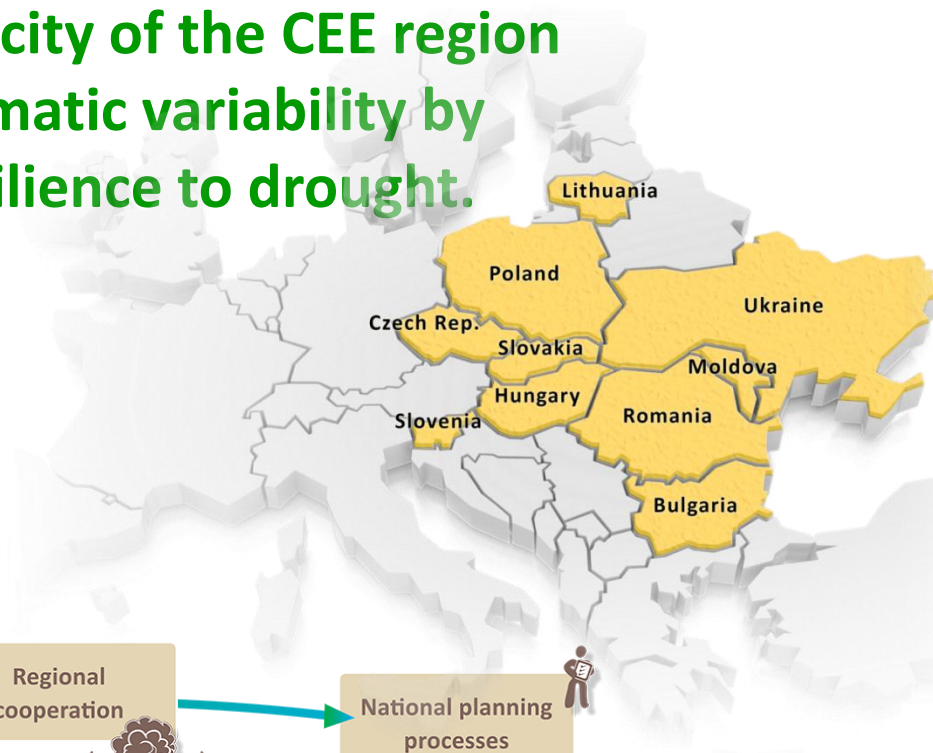 city of the CEE region
matic variability by
ilience to drought.
Lithuania
Poland
Ukraine
Czech Rep.
Slovakia
Moldova
Hungary
Romania
Slovenia
Bulgaria
Regional
cooperation
National planning
processes